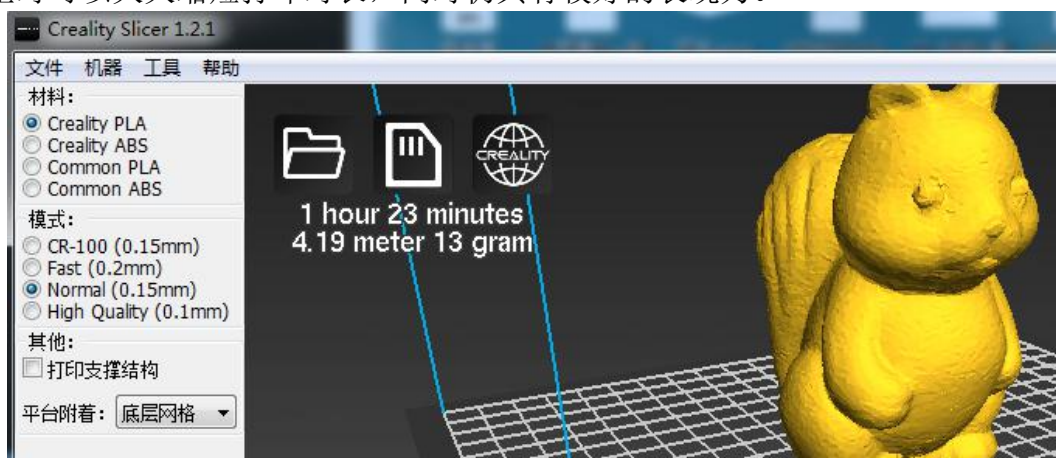 Creality Slicer 1.2.1
文件 机器 工具 帮助
材料:
Creality PLA
Creality ABS
Common PLA
Common ABS
模式:
CR-100 (0.15mm)
Fast (0.2mm)
Normal (0.15mm)
High Quality (0.1mm)
其他:
打印支撑结构
平台附着: 底层网格
CREALITY
1 hour 23 minutes
4.19 meter 13 gram